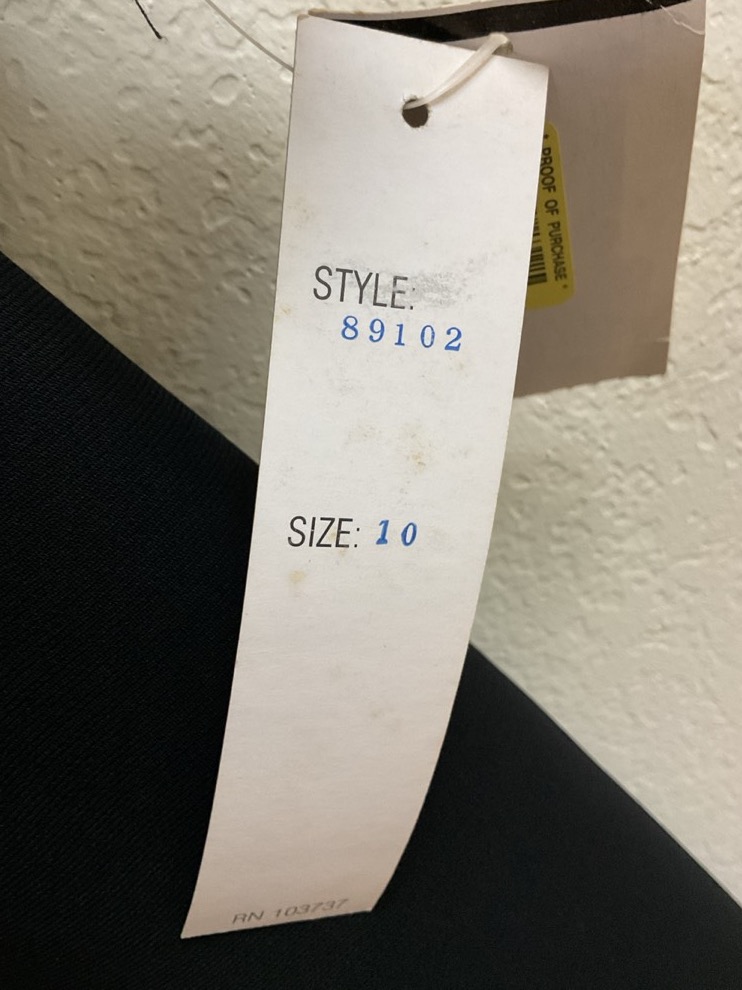 STYLE:
89102
SIZE: 10
RN 103737
PROOF OF PURCHASE *